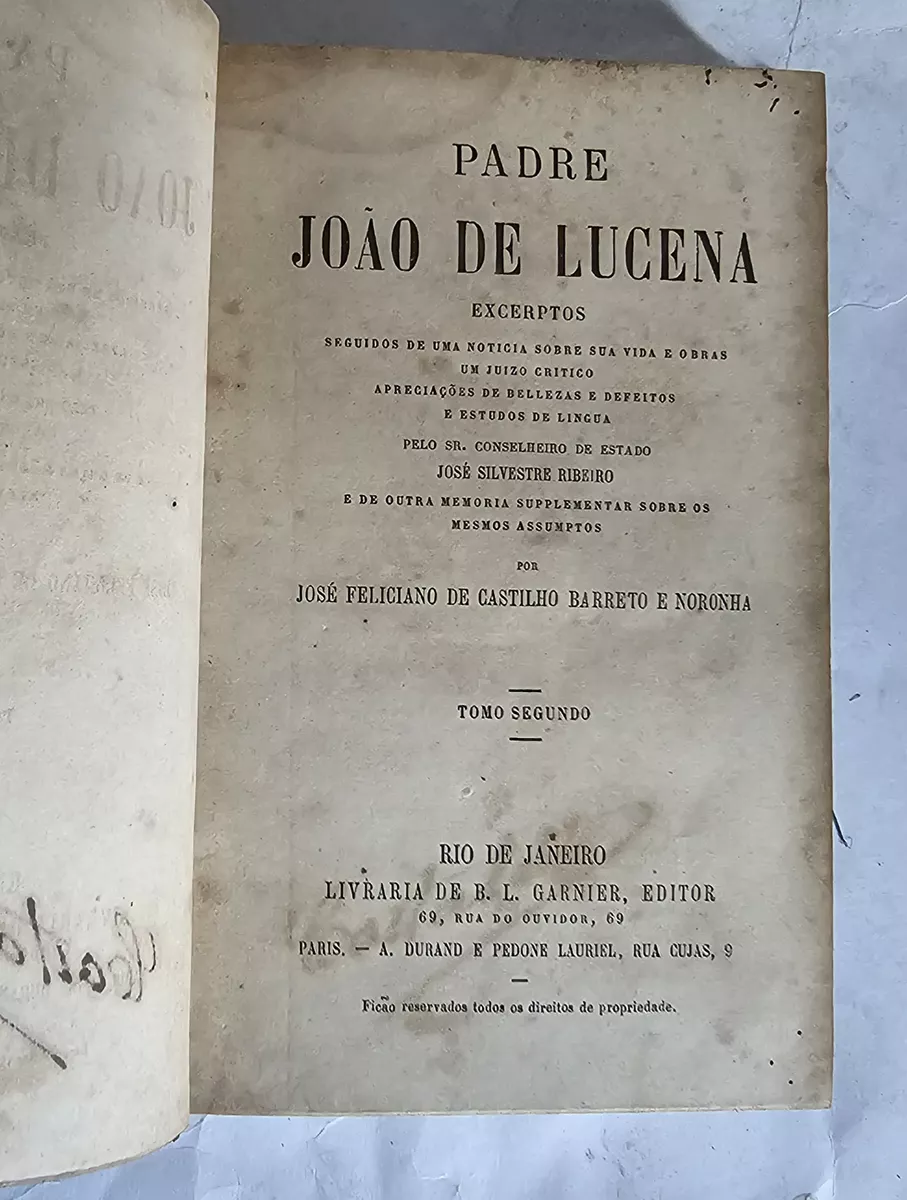 PADRE
JOÃO DE LUCENA
EXCERPTOS
SEGUIDOS DE UMA NOTICIA SOBRE SUA VIDA E OBRAS
UM JUIZO CRITICO
APRECIAÇÕES DE BELLEZAS E DEFEITOS
E ESTUDOS DE LINGUA
PELO SR. CONSELHEIRO DE ESTADO
JOSÉ SILVESTRE RIBEIRO
E DE OUTRA MEMORIA SUPPLEMENTAR SOBRE OS
MESMOS ASSUMPTOS
POR
JOSÉ FELICIANO DE CASTILHO BARRETO E NORONHA
TOMO SEGUNDO
RIO DE JANEIRO
LIVRARIA DE B. L. GARNIER, EDITOR
69, RUA DO OUVIDOR, 69
PARIS. — A. DURAND E PEDONE LAURIEL, RUA CUJAS, 9
Ficão reservados todos os direitos de propriedade.